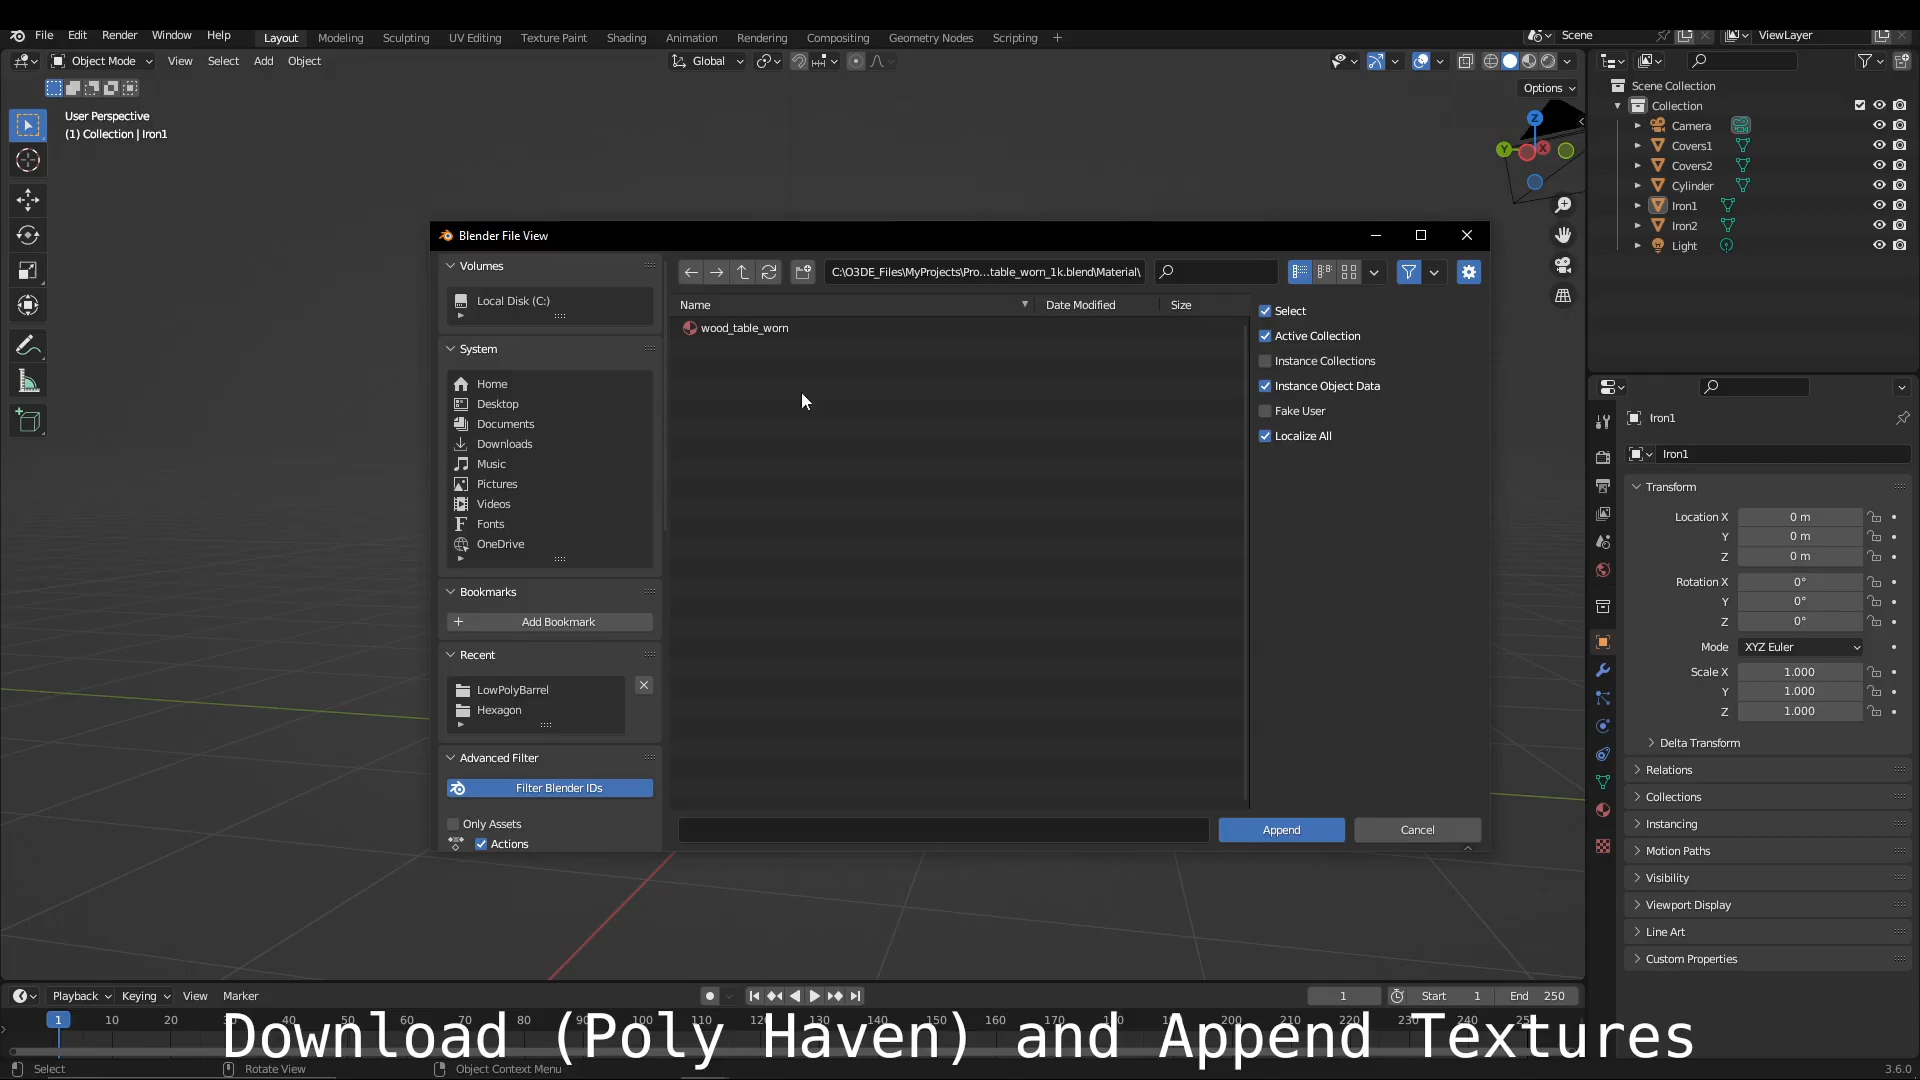 File Edit Render Window Help Layout Modeling Sculpting UV Editing Texture Paint Shading Animation Rendering Compositing Geometry Nodes Scripting + Scene ViewLayer
Object Mode View Select Add Object Global
Options
User Perspective
(1) Collection | Iron1
Z
Y
X
Scene Collection
Collection
Camera
Covers1
Covers2
Cylinder
Iron1
Iron2
Light
Blender File View
Volumes
Local Disk (C:)
System
Home
Desktop
Documents
Downloads
Music
Pictures
Videos
Fonts
OneDrive
Bookmarks
Add Bookmark
Recent
LowPolyBarrel
Hexagon
Advanced Filter
Filter Blender IDs
Only Assets
Actions
C:\O3DE_Files\MyProjects\Pro...table_worn_1k.blend\Material\
Name Date Modified Size
wood_table_worn
Select
Active Collection
Instance Collections
Instance Object Data
Fake User
Localize All
Append Cancel
Iron1
Iron1
Transform
Location X 0 m
Y 0 m
Z 0 m
Rotation X 0°
Y 0°
Z 0°
Mode XYZ Euler
Scale X 1.000
Y 1.000
Z 1.000
Delta Transform
Relations
Collections
Instancing
Motion Paths
Visibility
Viewport Display
Line Art
Custom Properties
Playback Keying View Marker 1 Start 1 End 250
1 10 20 30 40 50 60 70 80 90 100 110 120 130 140 150 160 170 180 190 200 210 220 230 240
Download (Poly Haven) and Append Textures
Select Rotate View Object Context Menu 3.6.0